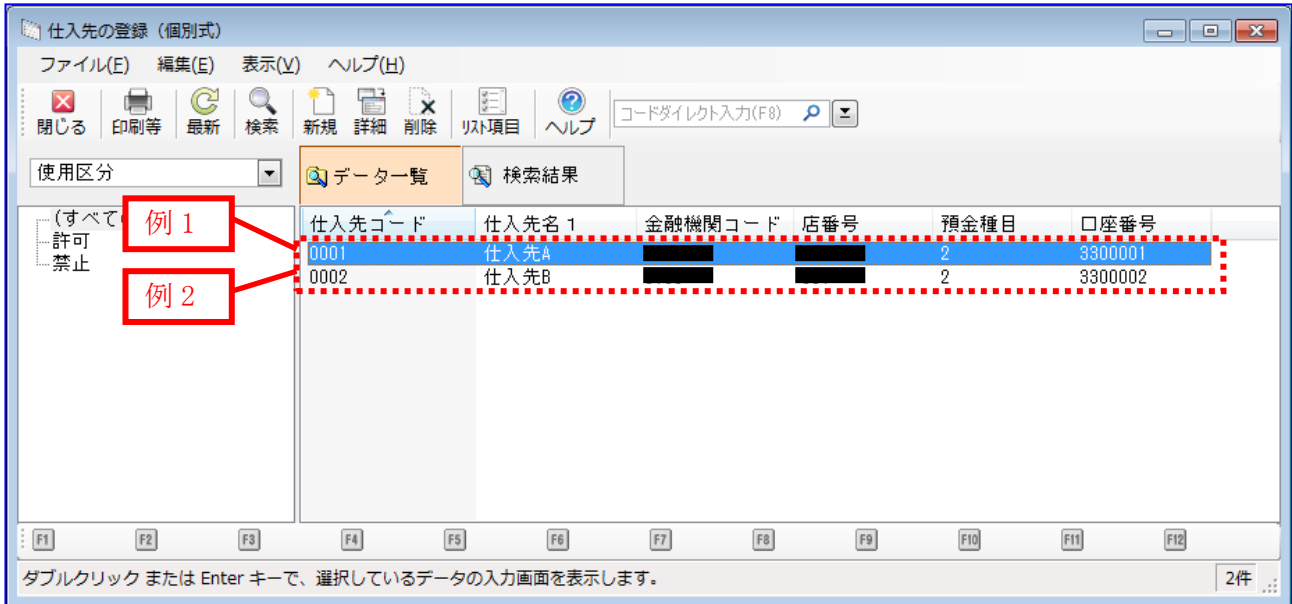 仕入先の登録（個別式）
ファイル(F) 編集(E) 表示(V) ヘルプ(H)
閉じる 印刷等 最新 検索 新規 詳細 削除 リスト項目 ヘルプ コードダイレクト入力(F8)
使用区分 データ一覧 検索結果
(すべて
許可
禁止
例１
例２
仕入先コード 仕入先名１ 金融機関コード 店番号 預金種目 口座番号
0001 仕入先A 2 3300001
0002 仕入先B 2 3300002
F1 F2 F3 F4 F5 F6 F7 F8 F9 F10 F11 F12
ダブルクリック または Enter キーで、選択しているデータの入力画面を表示します。 2件